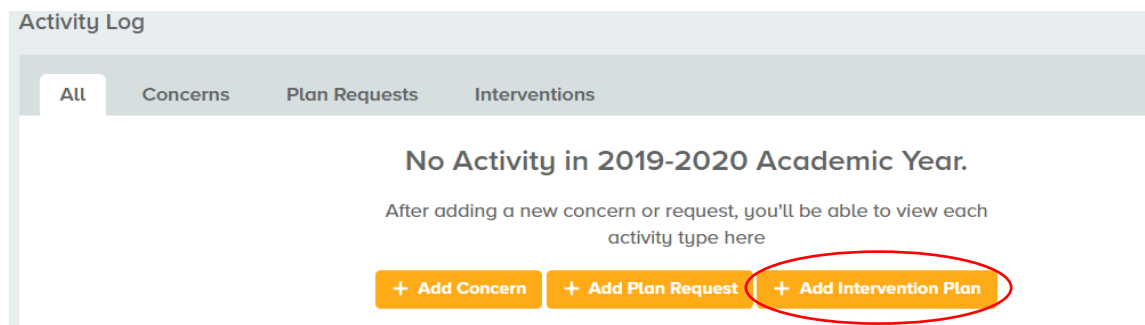 Activity Log
All Concerns Plan Requests Interventions
No Activity in 2019-2020 Academic Year.
After adding a new concern or request, you'll be able to view each
activity type here
+ Add Concern + Add Plan Request + Add Intervention Plan